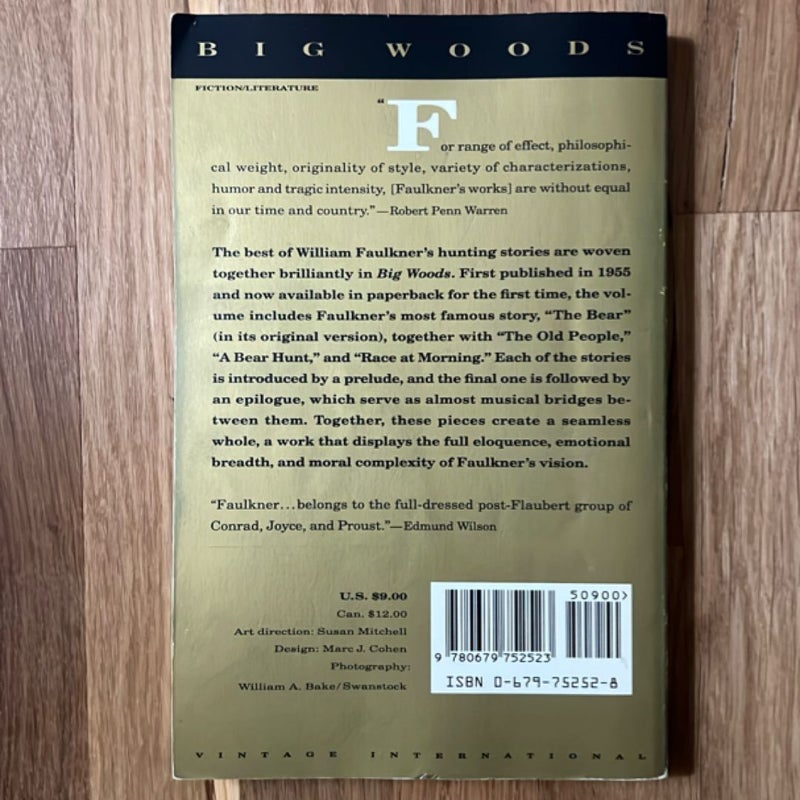 BIG WOODS
FICTION/LITERATURE
"For range of effect, philosophi-
cal weight, originality of style, variety of characterizations,
humor and tragic intensity, [Faulkner's works] are without equal
in our time and country."—Robert Penn Warren
The best of William Faulkner's hunting stories are woven
together brilliantly in Big Woods. First published in 1955
and now available in paperback for the first time, the vol-
ume includes Faulkner's most famous story, "The Bear"
(in its original version), together with "The Old People,"
"A Bear Hunt," and "Race at Morning." Each of the stories
is introduced by a prelude, and the final one is followed by
an epilogue, which serve as almost musical bridges be-
tween them. Together, these pieces create a seamless
whole, a work that displays the full eloquence, emotional
breadth, and moral complexity of Faulkner's vision.
"Faulkner...belongs to the full-dressed post-Flaubert group of
Conrad, Joyce, and Proust."—Edmund Wilson
U.S. $9.00
Can. $12.00
Art direction: Susan Mitchell
Design: Marc J. Cohen
Photography:
William A. Bake/Swanstock
50900>
9 780679 752523
ISBN 0-679-75252-8
VINTAGE INTERNATIONAL